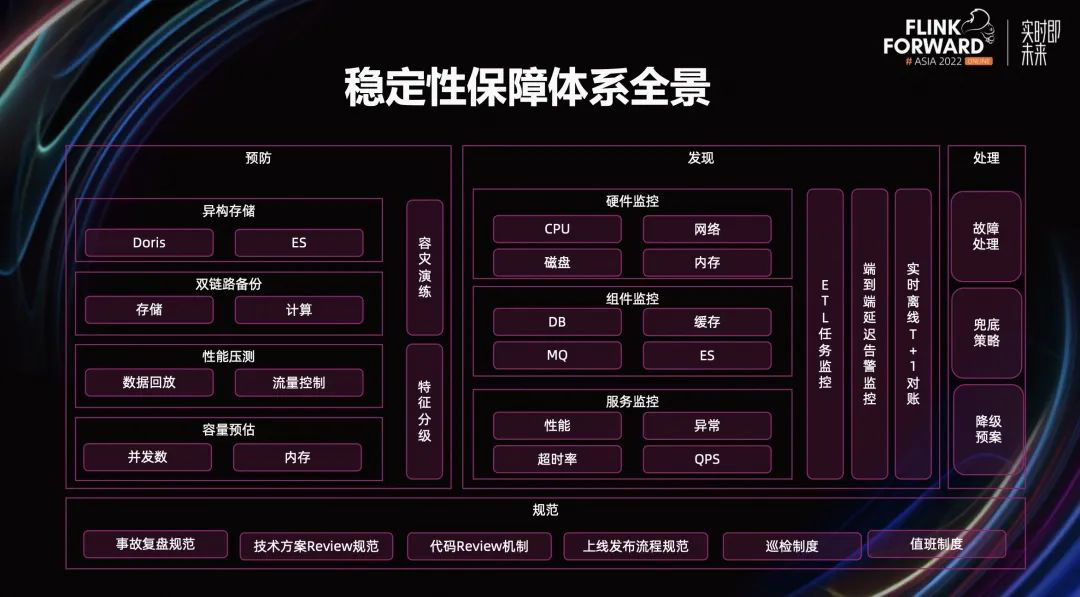 FLINK
FORWARD
# ASIA 2022 ONLINE
实时即
未来
稳定性保障体系全景
预防
异构存储
Doris
ES
双链路备份
存储
计算
性能压测
数据回放
流量控制
容量预估
并发数
内存
容灾演练
特征分级
发现
硬件监控
CPU
网络
磁盘
内存
组件监控
DB
缓存
MQ
ES
服务监控
性能
异常
超时率
QPS
ETL任务监控
端到端延迟告警监控
实时离线T+1对账
处理
故障
处理
兜底
策略
降级
预案
规范
事故复盘规范
技术方案Review规范
代码Review机制
上线发布流程规范
巡检制度
值班制度